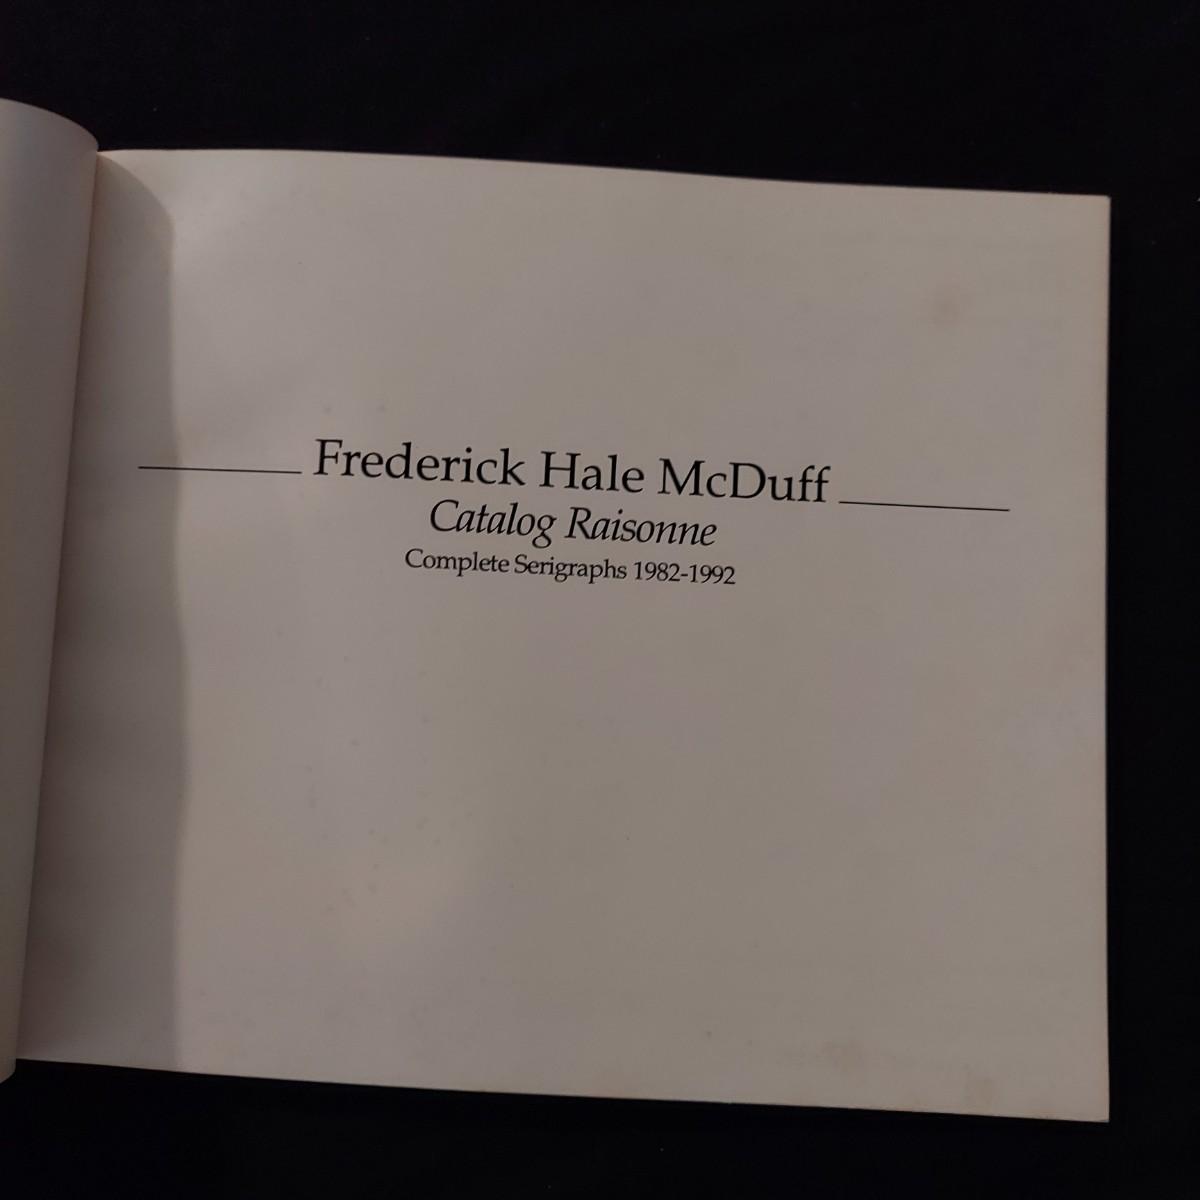 Frederick Hale McDuff
Catalog Raisonne
Complete Serigraphs 1982-1992